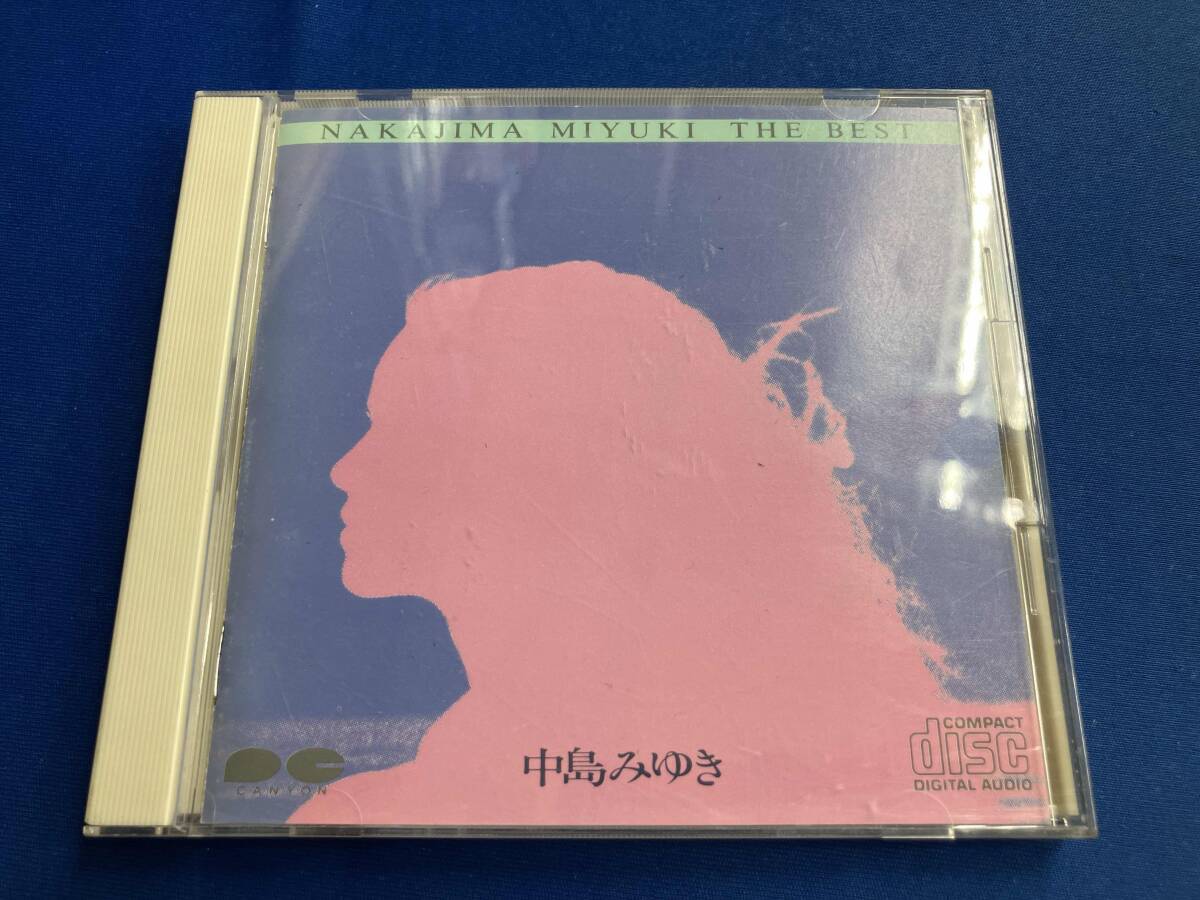 NAKAJIMA MIYUKI THE BEST
中島みゆき
CANYON
COMPACT
disc
DIGITAL AUDIO